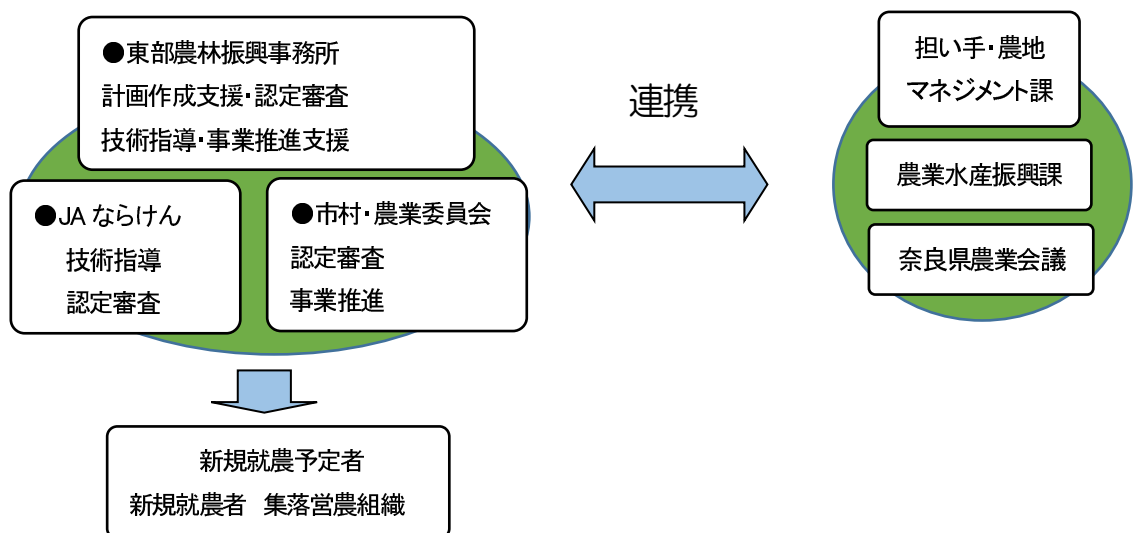 ●東部農林振興事務所
計画作成支援・認定審査
技術指導・事業推進支援
●JAならけん
技術指導
認定審査
●市村・農業委員会
認定審査
事業推進
連携
担い手・農地
マネジメント課
農業水産振興課
奈良県農業会議
新規就農予定者
新規就農者 集落営農組織